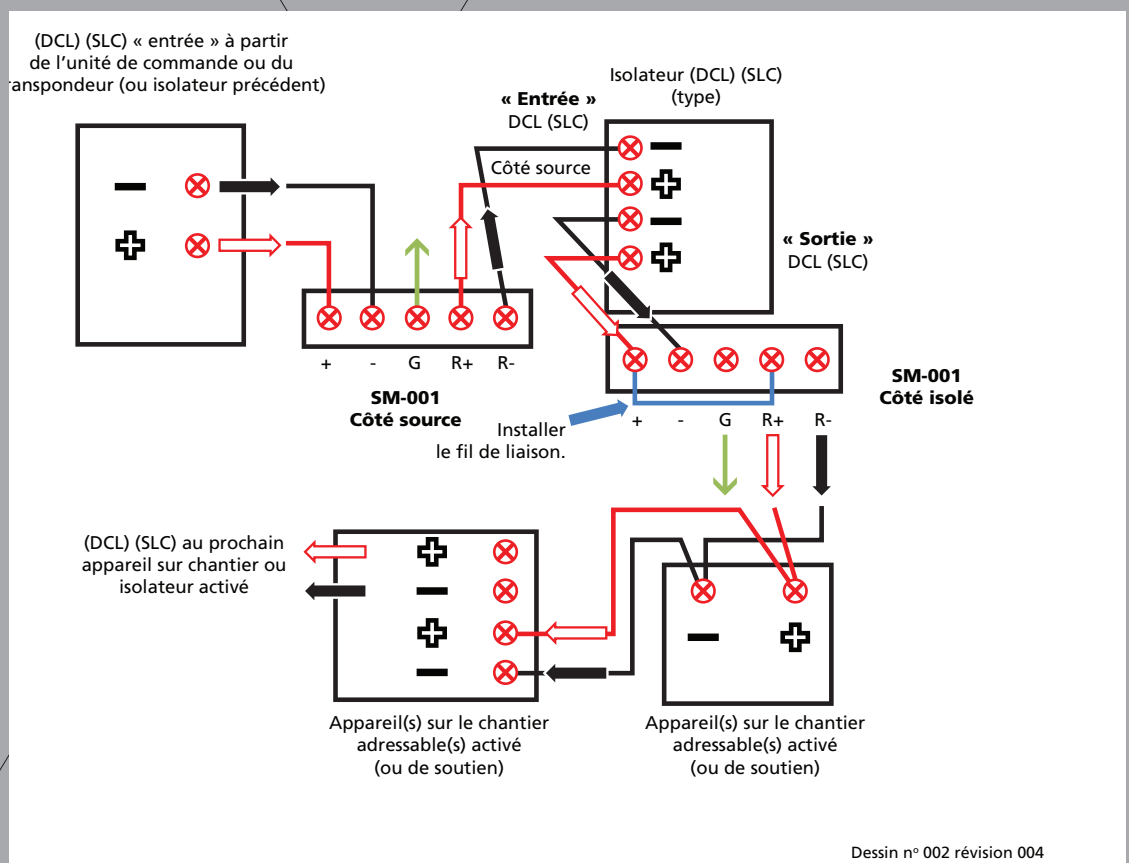 (DCL) (SLC) « entrée » à partir
de l'unité de commande ou du
ranspondeur (ou isolateur précédent)
Isolateur (DCL) (SLC)
(type)
« Entrée »
DCL (SLC)
Côté source
« Sortie »
DCL (SLC)
+ - G R+ R-
SM-001
Côté source
SM-001
Côté isolé
Installer
le fil de liaison.
+ - G R+ R-
(DCL) (SLC) au prochain
appareil sur chantier ou
isolateur activé
Appareil(s) sur le chantier
adressable(s) activé
(ou de soutien)
Appareil(s) sur le chantier
adressable(s) activé
(ou de soutien)
Dessin nº 002 révision 004